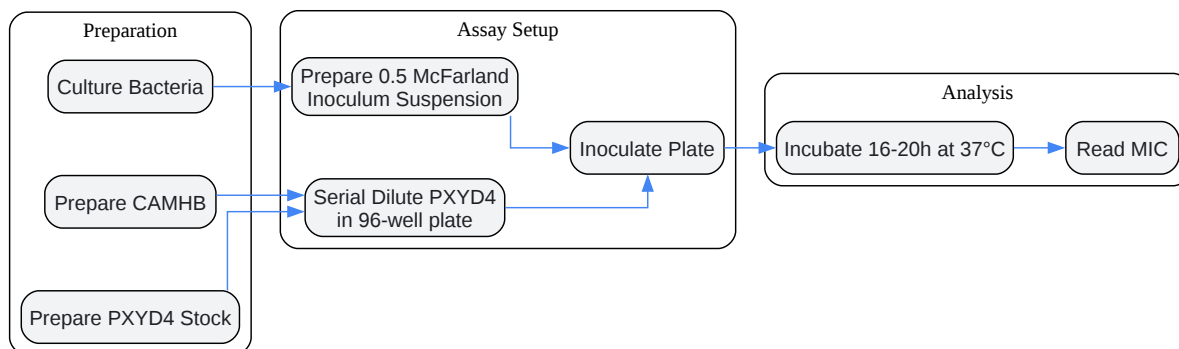 Preparation
Culture Bacteria
Prepare CAMHB
Prepare PXYD4 Stock
Assay Setup
Prepare 0.5 McFarland
Inoculum Suspension
Serial Dilute PXYD4
in 96-well plate
Inoculate Plate
Analysis
Incubate 16-20h at 37°C
Read MIC